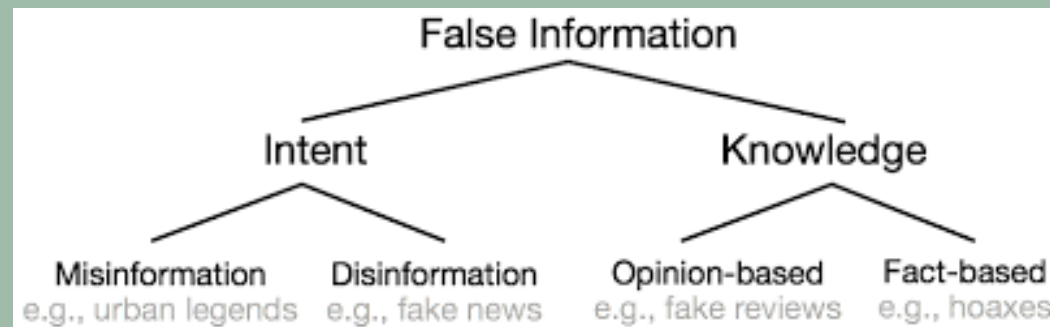 False Information
Intent
Knowledge
Misinformation
Disinformation
Opinion-based
Fact-based
e.g., urban legends
e.g., fake news
e.g., fake reviews
e.g., hoaxes